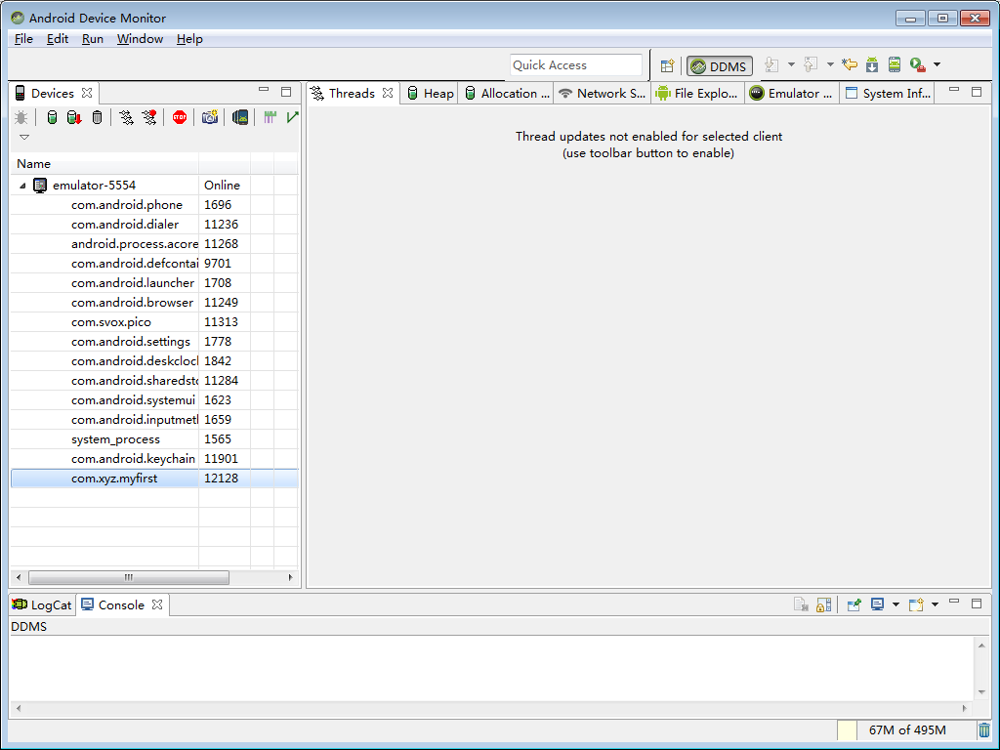 Android Device Monitor
File Edit Run Window Help
Quick Access
DDMS
Devices
Threads
Heap
Allocation ...
Network S...
File Explo...
Emulator ...
System Inf...
STOP
Name
emulator-5554 Online
com.android.phone 1696
com.android.dialer 11236
android.process.acore 11268
com.android.defcontai 9701
com.android.launcher 1708
com.android.browser 11249
com.svox.pico 11313
com.android.settings 1778
com.android.deskcloc 1842
com.android.sharedsto 11284
com.android.systemui 1623
com.android.inputmet 1659
system_process 1565
com.android.keychain 11901
com.xyz.myfirst 12128
Thread updates not enabled for selected client
(use toolbar button to enable)
LogCat
Console
DDMS
67M of 495M